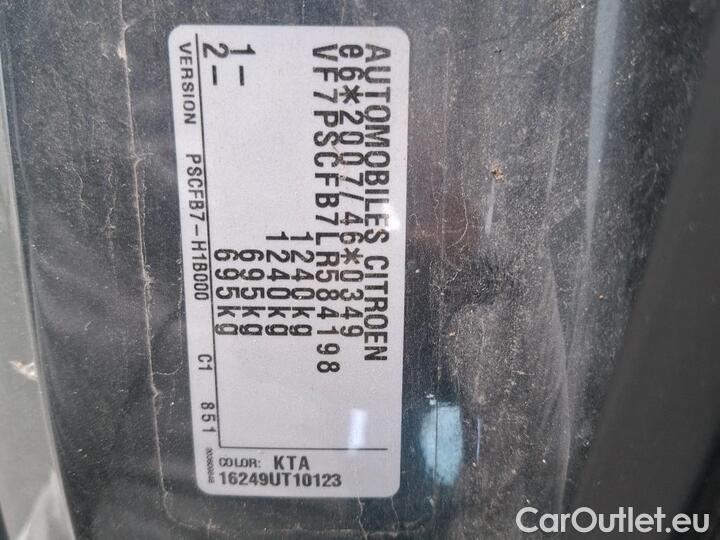 AUTOMOBILES CITROEN
e6*2007/46*0349
VF7PSCFB7LR584198
1240kg
1240kg
1– 695kg
2– 695kg
VERSION PSCFB7-H1B000 C1 851
COLOR: KTA
16249UT10123
CarOutlet.eu